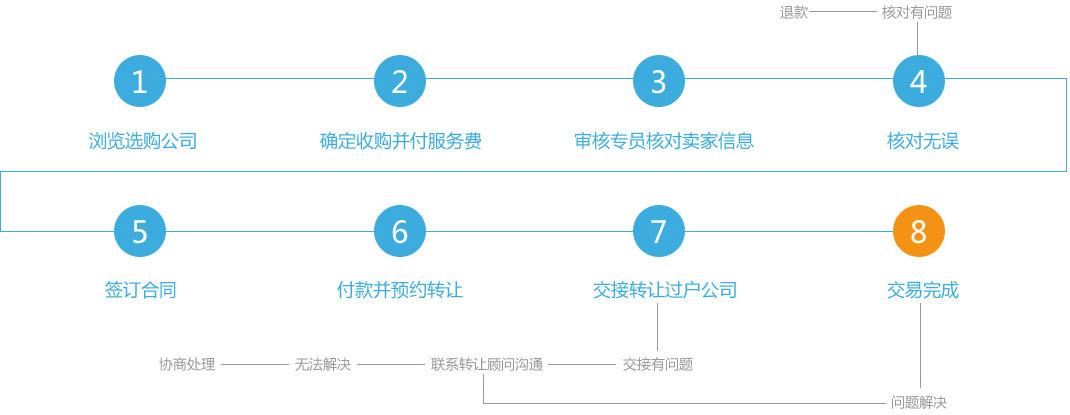 退款
核对有问题
1
2
3
4
浏览选购公司
确定收购并付服务费
审核专员核对卖家信息
核对无误
5
6
7
8
签订合同
付款并预约转让
交接转让过户公司
交易完成
协商处理
无法解决
联系转让顾问沟通
交接有问题
问题解决